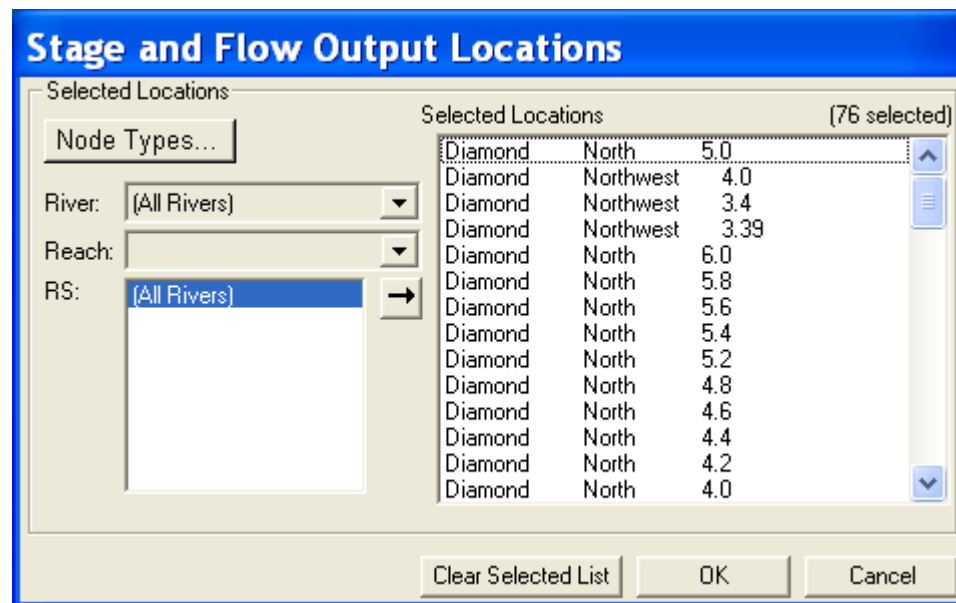 Stage and Flow Output Locations
Selected Locations
Node Types...
River: (All Rivers)
Reach:
RS: (All Rivers)
Selected Locations (76 selected)
Diamond North 5.0
Diamond Northwest 4.0
Diamond Northwest 3.4
Diamond Northwest 3.39
Diamond North 6.0
Diamond North 5.8
Diamond North 5.6
Diamond North 5.4
Diamond North 5.2
Diamond North 4.8
Diamond North 4.6
Diamond North 4.4
Diamond North 4.2
Diamond North 4.0
Clear Selected List OK Cancel